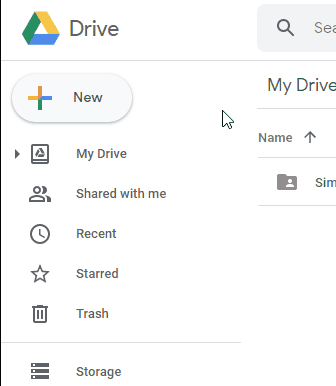 Drive
Sea
New
My Drive
Name
My Drive
Shared with me
Sim
Recent
Starred
Trash
Storage